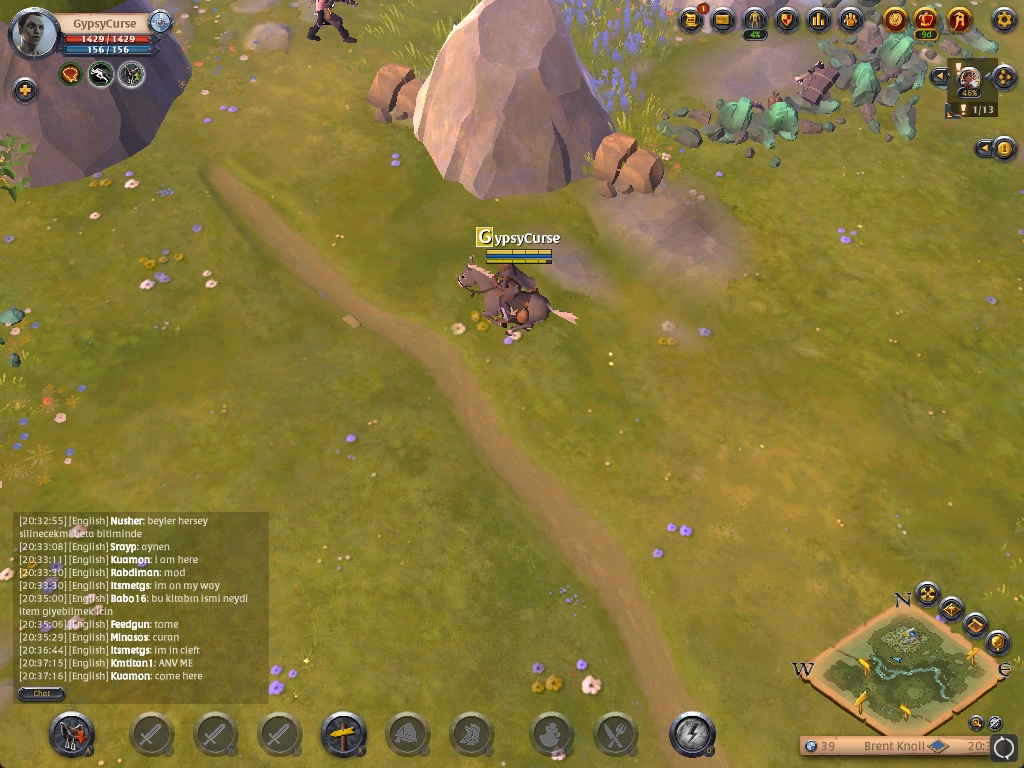 GypsyCurse
1429 / 1429
156 / 156
1
4%
9d
46%
1/13
GypsyCurse
[20:32:55] [English] Nusher: beyler hersey
silinecekmi beta bitiminde
[20:33:08] [English] Srayp: aynen
[20:33:11] [English] Kuamon: i am here
[20:33:30] [English] Rabdiman: mod
[20:33:30] [English] Itsmetgs: im on my way
[20:35:00] [English] Babo16: bu kitabın ismi neydi
item giyebilmek icin
[20:35:06] [English] Feedgun: tome
[20:35:29] [English] Minasos: curan
[20:36:44] [English] Itsmetgs: im in cleft
[20:37:15] [English] Kmtitan1: ANV ME
[20:37:16] [English] Kuamon: come here
Chat
N
W
E
A
R
39 Brent Knoll